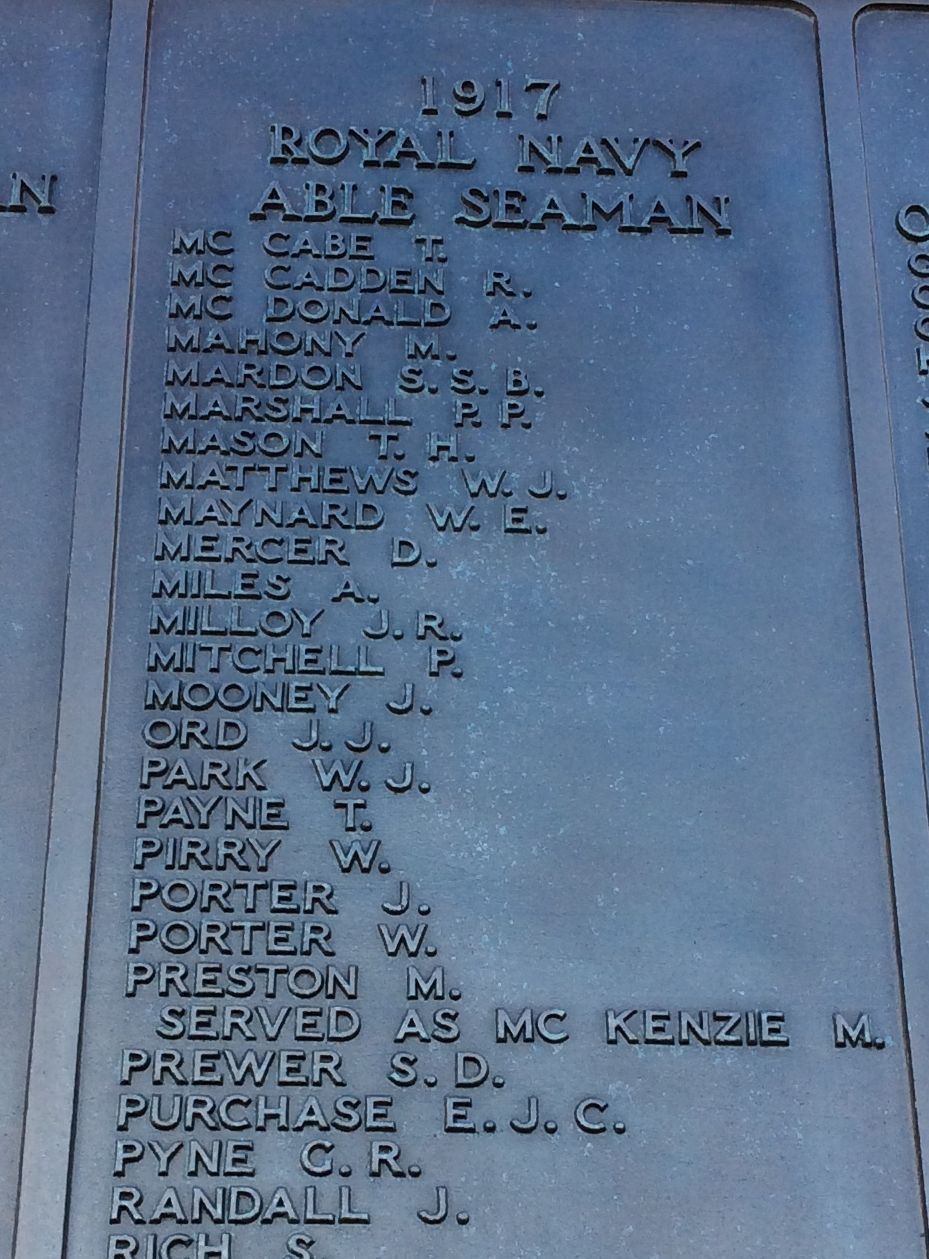 1917
ROYAL NAVY
ABLE SEAMAN
MC CABE T.
MC CADDEN R.
MC DONALD A.
MAHONY M.
MARDON S. S. B.
MARSHALL P. P.
MASON T. H.
MATTHEWS W. J.
MAYNARD W. E.
MERCER D.
MILES A.
MILLOY J. R.
MITCHELL P.
MOONEY J.
ORD J. J.
PARK W. J.
PAYNE T.
PIRRY W.
PORTER J.
PORTER W.
PRESTON M.
SERVED AS MC KENZIE M.
PREWER S. D.
PURCHASE E. J. C.
PYNE C. R.
RANDALL J.
RICH S.